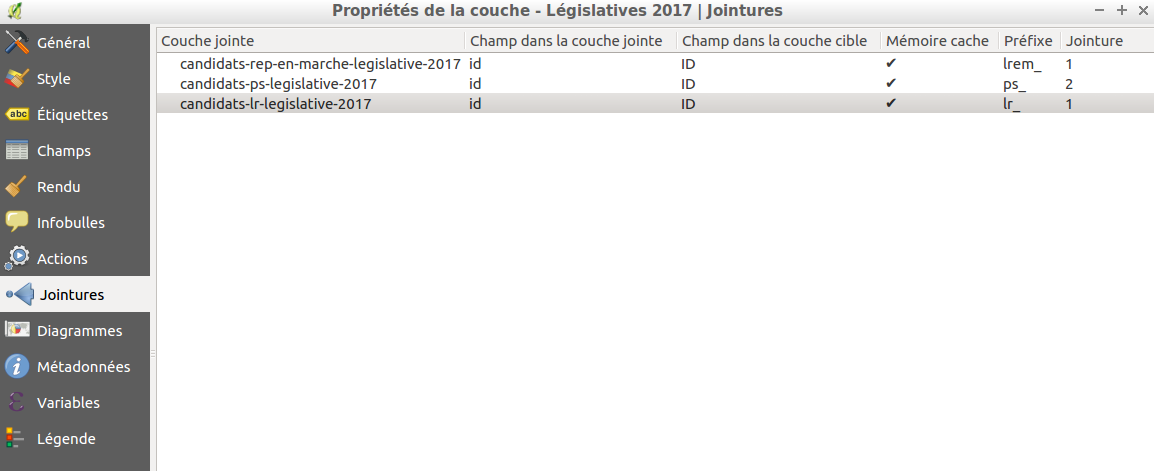 Propriétés de la couche - Législatives 2017 | Jointures
Général
Style
abc Étiquettes
Champs
Rendu
Infobulles
Actions
Jointures
Diagrammes
Métadonnées
Variables
Légende
Couche jointe Champ dans la couche jointe Champ dans la couche cible Mémoire cache Préfixe Jointure
candidats-rep-en-marche-legislative-2017 id ID ✔ lrem_ 1
candidats-ps-legislative-2017 id ID ✔ ps_ 2
candidats-lr-legislative-2017 id ID ✔ lr_ 1